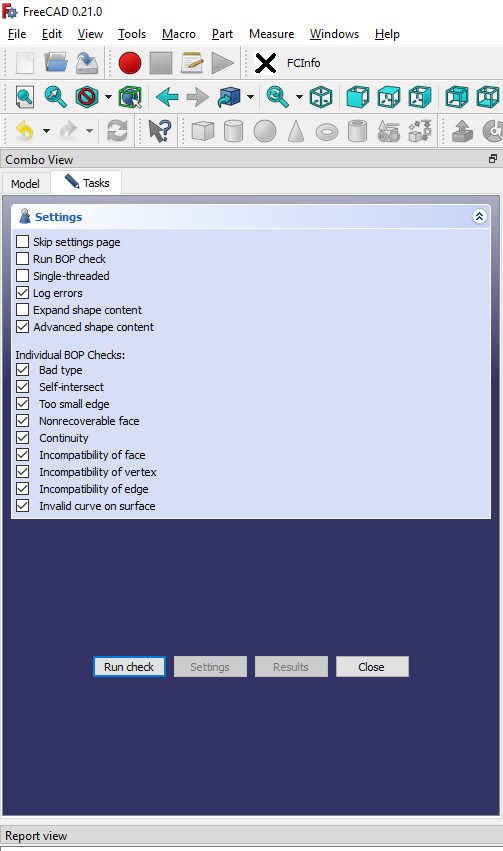 FreeCAD 0.21.0
File Edit View Tools Macro Part Measure Windows Help
FCInfo
Combo View
Model Tasks
Settings
Skip settings page
Run BOP check
Single-threaded
Log errors
Expand shape content
Advanced shape content
Individual BOP Checks:
Bad type
Self-intersect
Too small edge
Nonrecoverable face
Continuity
Incompatibility of face
Incompatibility of vertex
Incompatibility of edge
Invalid curve on surface
Run check Settings Results Close
Report view